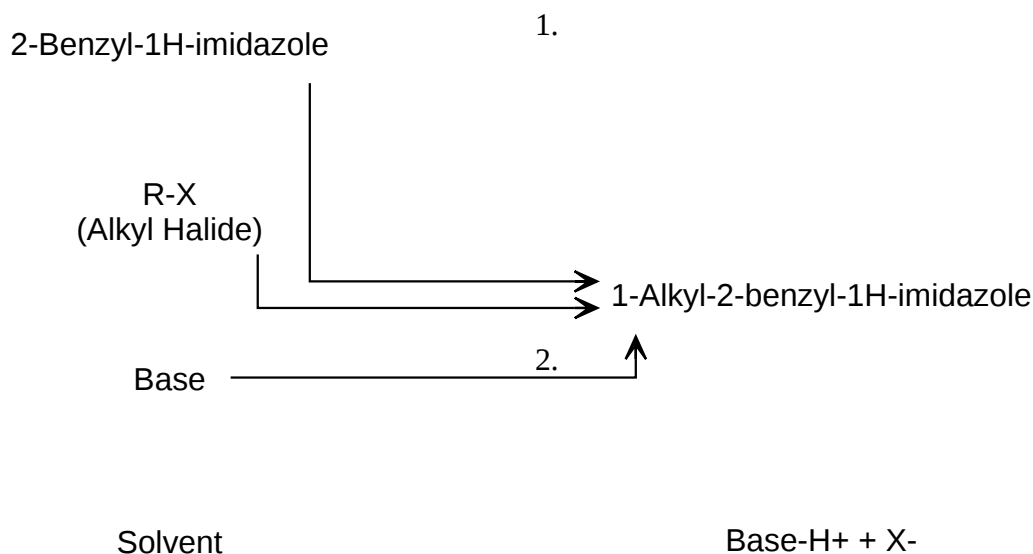 1.
2-Benzyl-1H-imidazole
R-X
(Alkyl Halide)
1-Alkyl-2-benzyl-1H-imidazole
2.
Base
Solvent
Base-H+ + X-